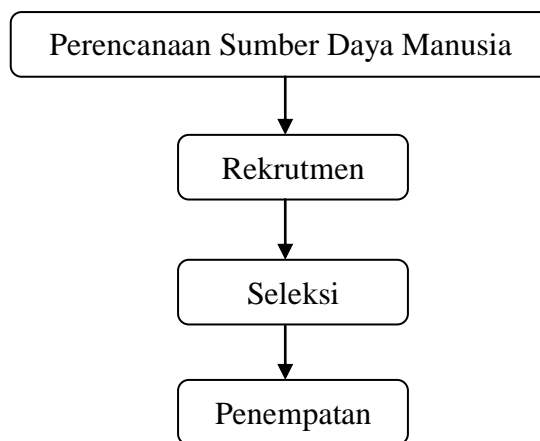 Perencanaan Sumber Daya Manusia
Rekrutmen
Seleksi
Penempatan